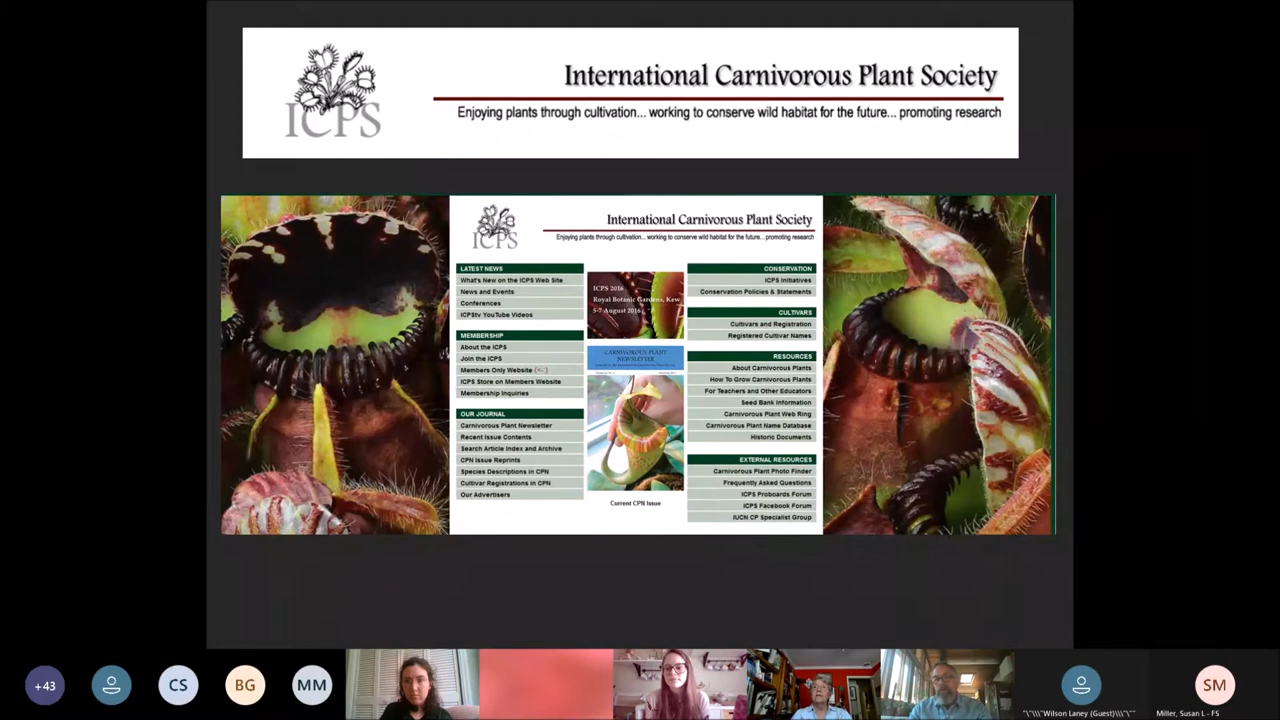 ICPS
International Carnivorous Plant Society
Enjoying plants through cultivation... working to conserve wild habitat for the future... promoting research
ICPS
International Carnivorous Plant Society
Enjoying plants through cultivation... working to conserve wild habitat for the future... promoting research
LATEST NEWS
What's New on the ICPS Web Site
News and Events
Conferences
ICPStv YouTube Videos
MEMBERSHIP
About the ICPS
Join the ICPS
Members Only Website (<-- )
ICPS Store on Members Website
Membership Inquiries
OUR JOURNAL
Carnivorous Plant Newsletter
Recent Issue Contents
Search Article Index and Archive
CPN Issue Reprints
Species Descriptions in CPN
Cultivar Registrations in CPN
Our Advertisers
ICPS 2016
Royal Botanic Gardens, Kew
5-7 August 2016
CARNIVOROUS PLANT
NEWSLETTER
Current CPN Issue
CONSERVATION
ICPS Initiatives
Conservation Policies & Statements
CULTIVARS
Cultivars and Registration
Registered Cultivar Names
RESOURCES
About Carnivorous Plants
How To Grow Carnivorous Plants
For Teachers and Other Educators
Seed Bank Information
Carnivorous Plant Web Ring
Carnivorous Plant Name Database
Historic Documents
EXTERNAL RESOURCES
Carnivorous Plant Photo Finder
Frequently Asked Questions
ICPS Proboards Forum
ICPS Facebook Forum
IUCN CP Specialist Group
+43
CS
BG
MM
"\"\\\"Wilson Laney (Guest)\\\"\""
SM
Miller, Susan L - FS